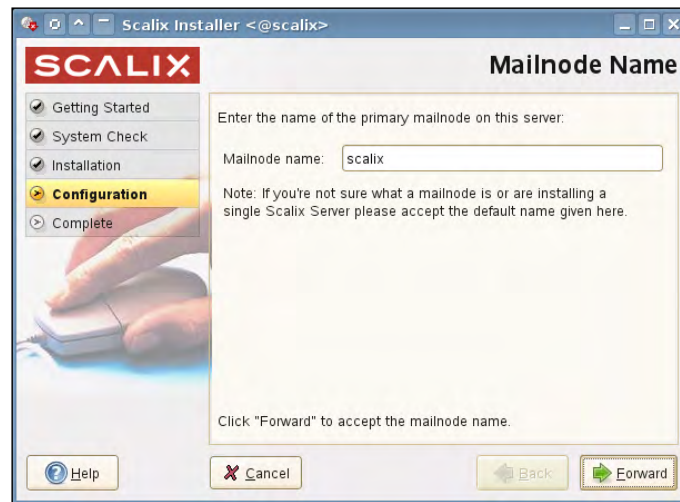 Scalix Installer <@scalix>
SCALIX
Mailnode Name
Getting Started
System Check
Installation
Configuration
Complete
Enter the name of the primary mailnode on this server:
Mailnode name: scalix
Note: If you're not sure what a mailnode is or are installing a
single Scalix Server please accept the default name given here.
Click "Forward" to accept the mailnode name.
Help
Cancel
Back
Forward